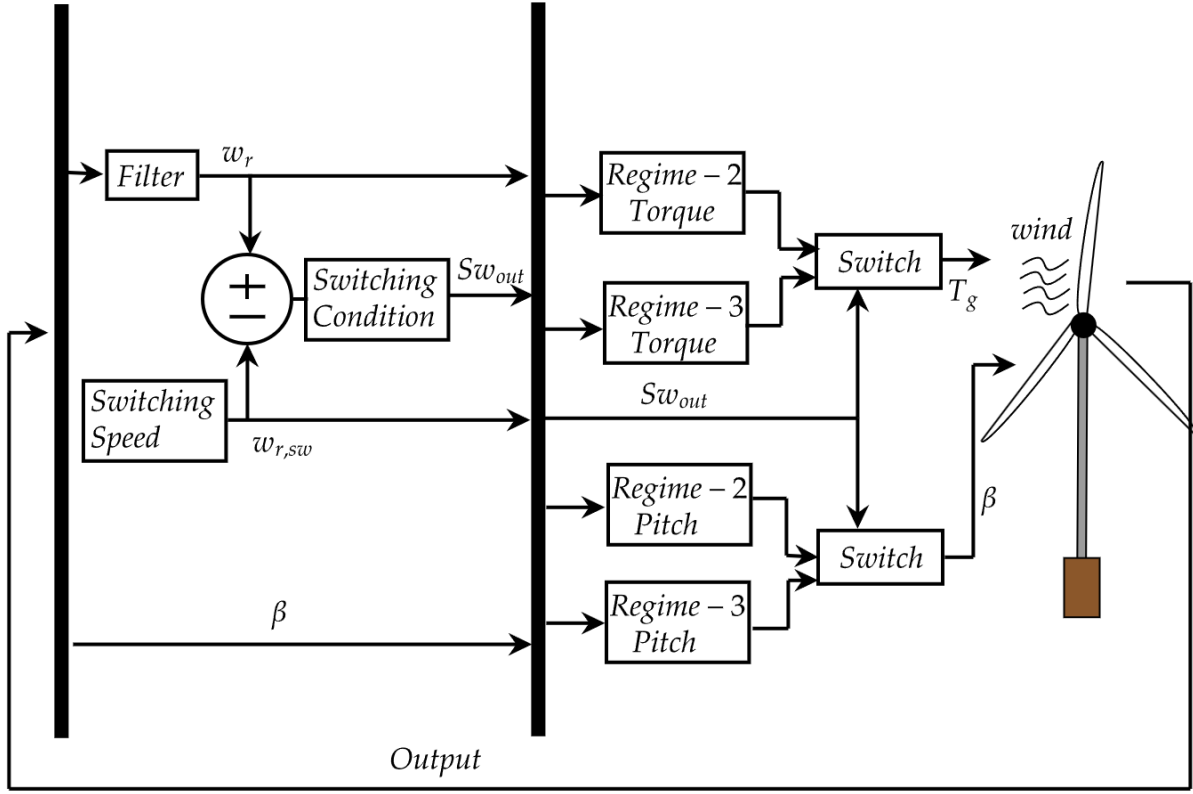 w_r
Filter
Regime – 2
Torque
wind
Switch
T_g
+
−
Switching
Condition
Sw_out
Regime – 3
Torque
Switching
Speed
w_r,sw
Sw_out
Regime – 2
Pitch
β
Switch
Regime – 3
Pitch
β
Output